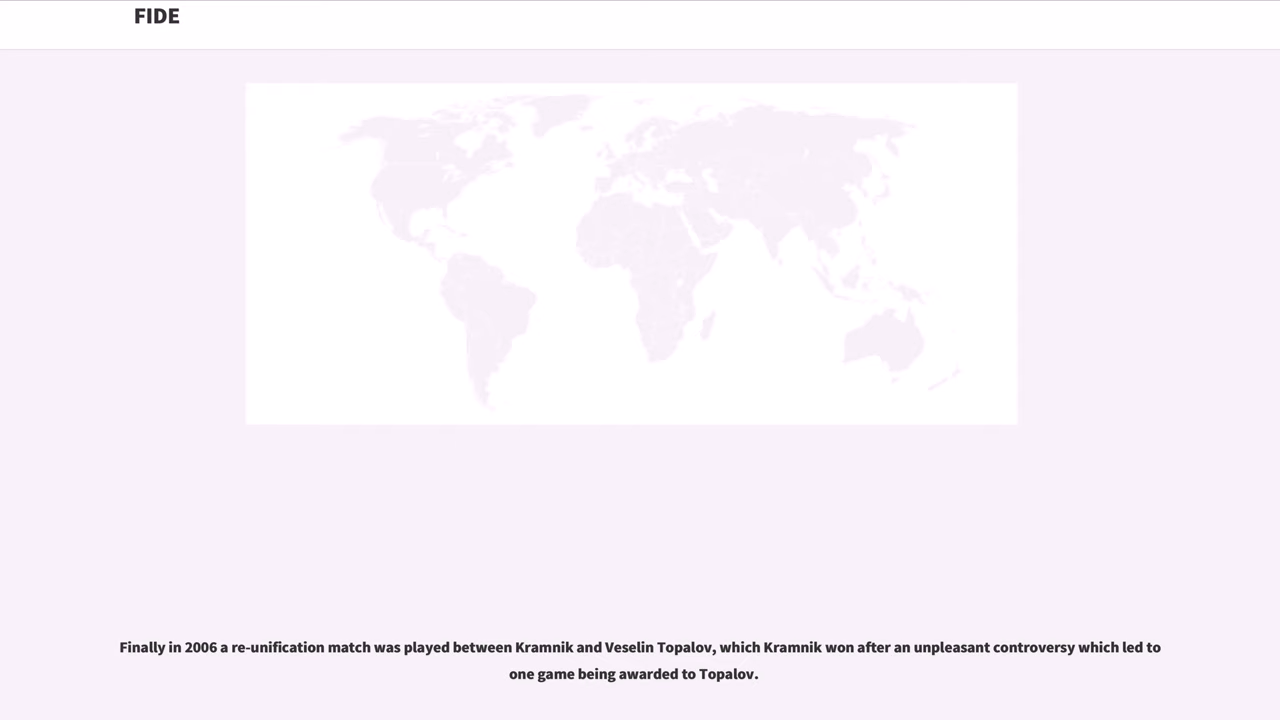 FIDE
Finally in 2006 a re-unification match was played between Kramnik and Veselin Topalov, which Kramnik won after an unpleasant controversy which led to
one game being awarded to Topalov.